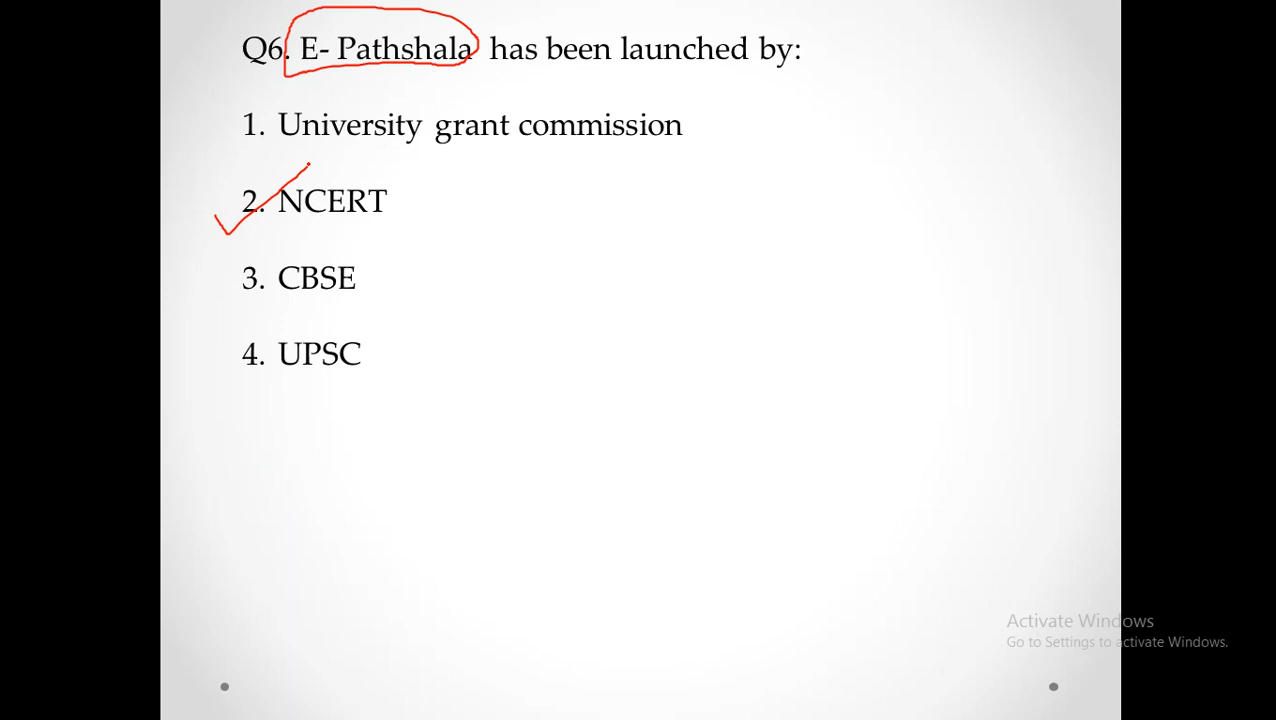 Q6. E- Pathshala has been launched by:
1. University grant commission
2. NCERT
3. CBSE
4. UPSC
Activate Windows
Go to Settings to activate Windows.